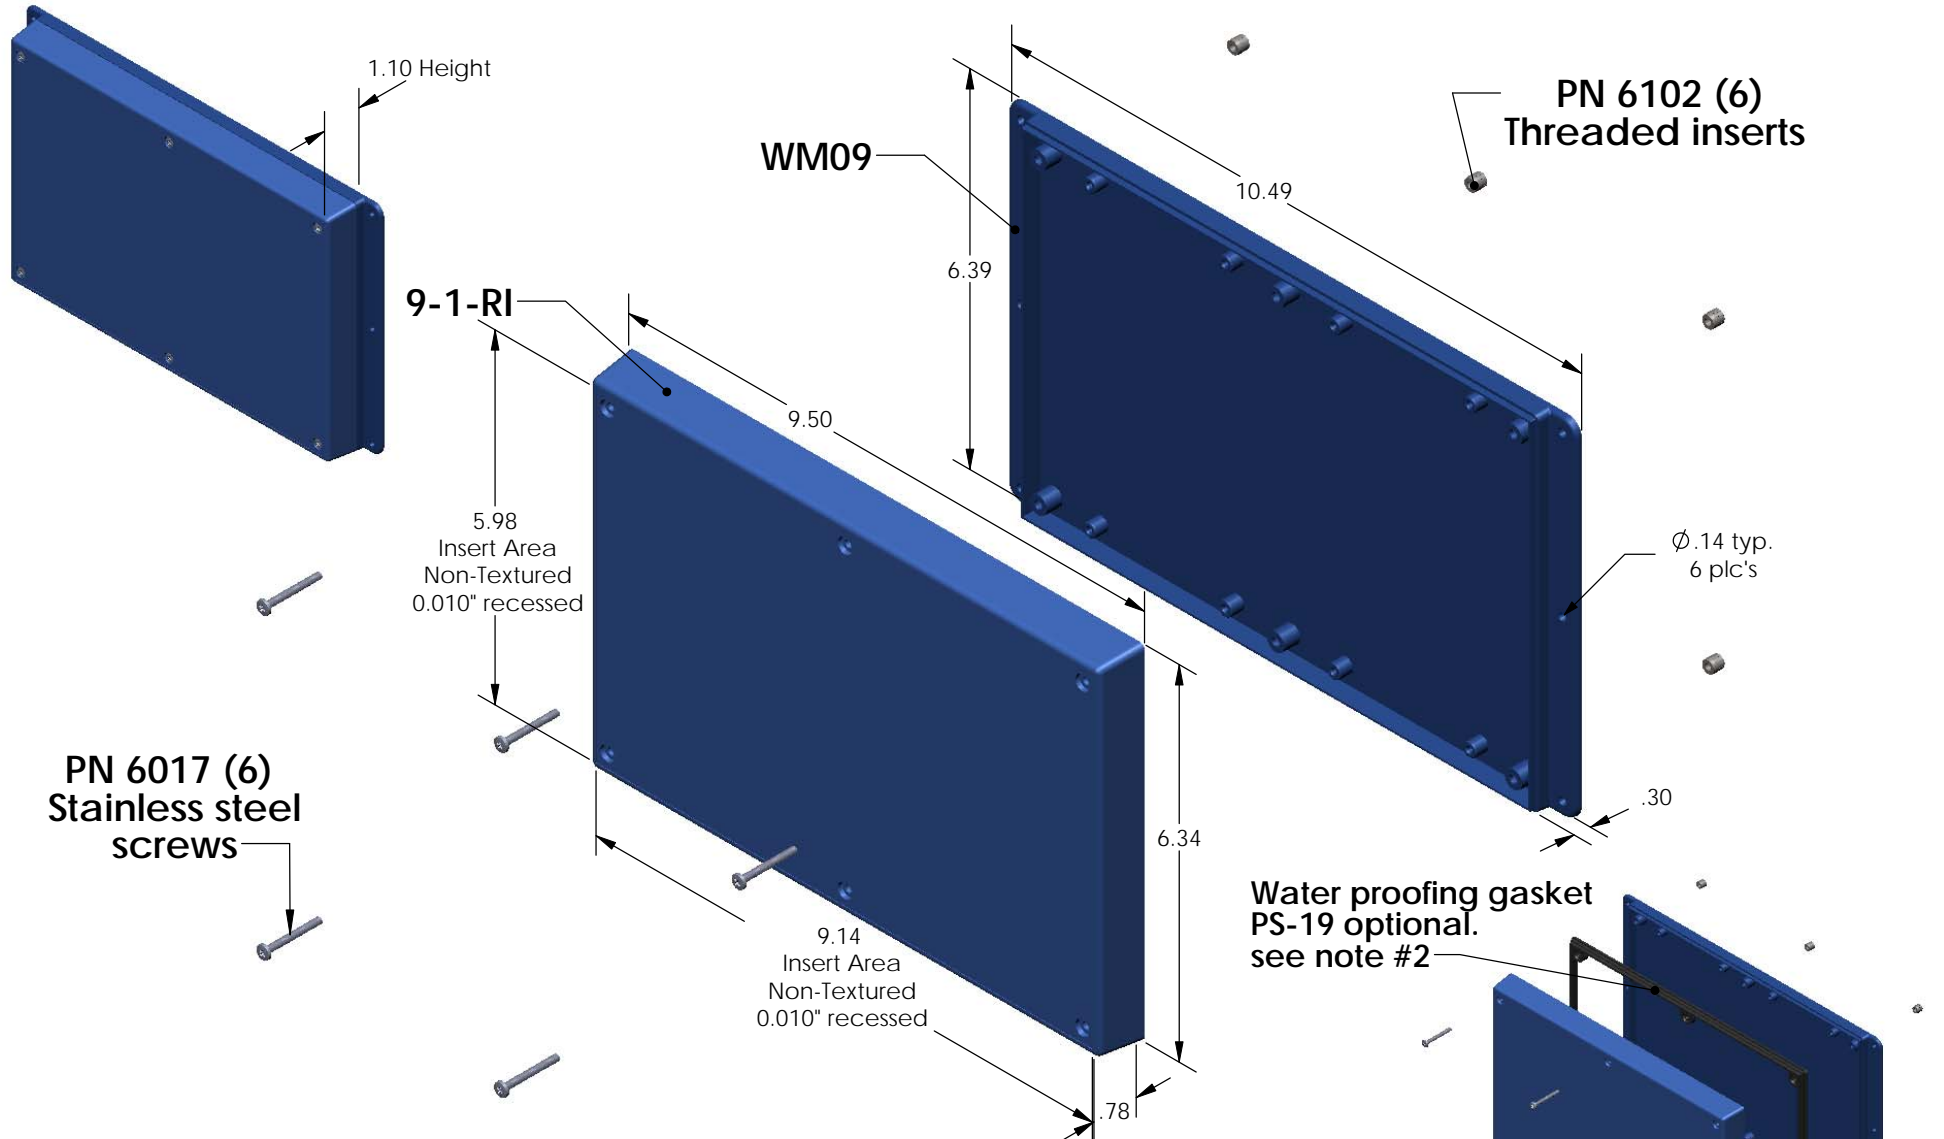 1.10 Height
PN 6102 (6)
Threaded inserts
WM09
10.49
6.39
9-1-RI
9.50
5.98
Insert Area
Non-Textured
0.010" recessed
Ø.14 typ.
6 plc's
PN 6017 (6)
Stainless steel
screws
6.34
.30
Water proofing gasket
PS-19 optional.
see note #2
9.14
Insert Area
Non-Textured
0.010" recessed
.78